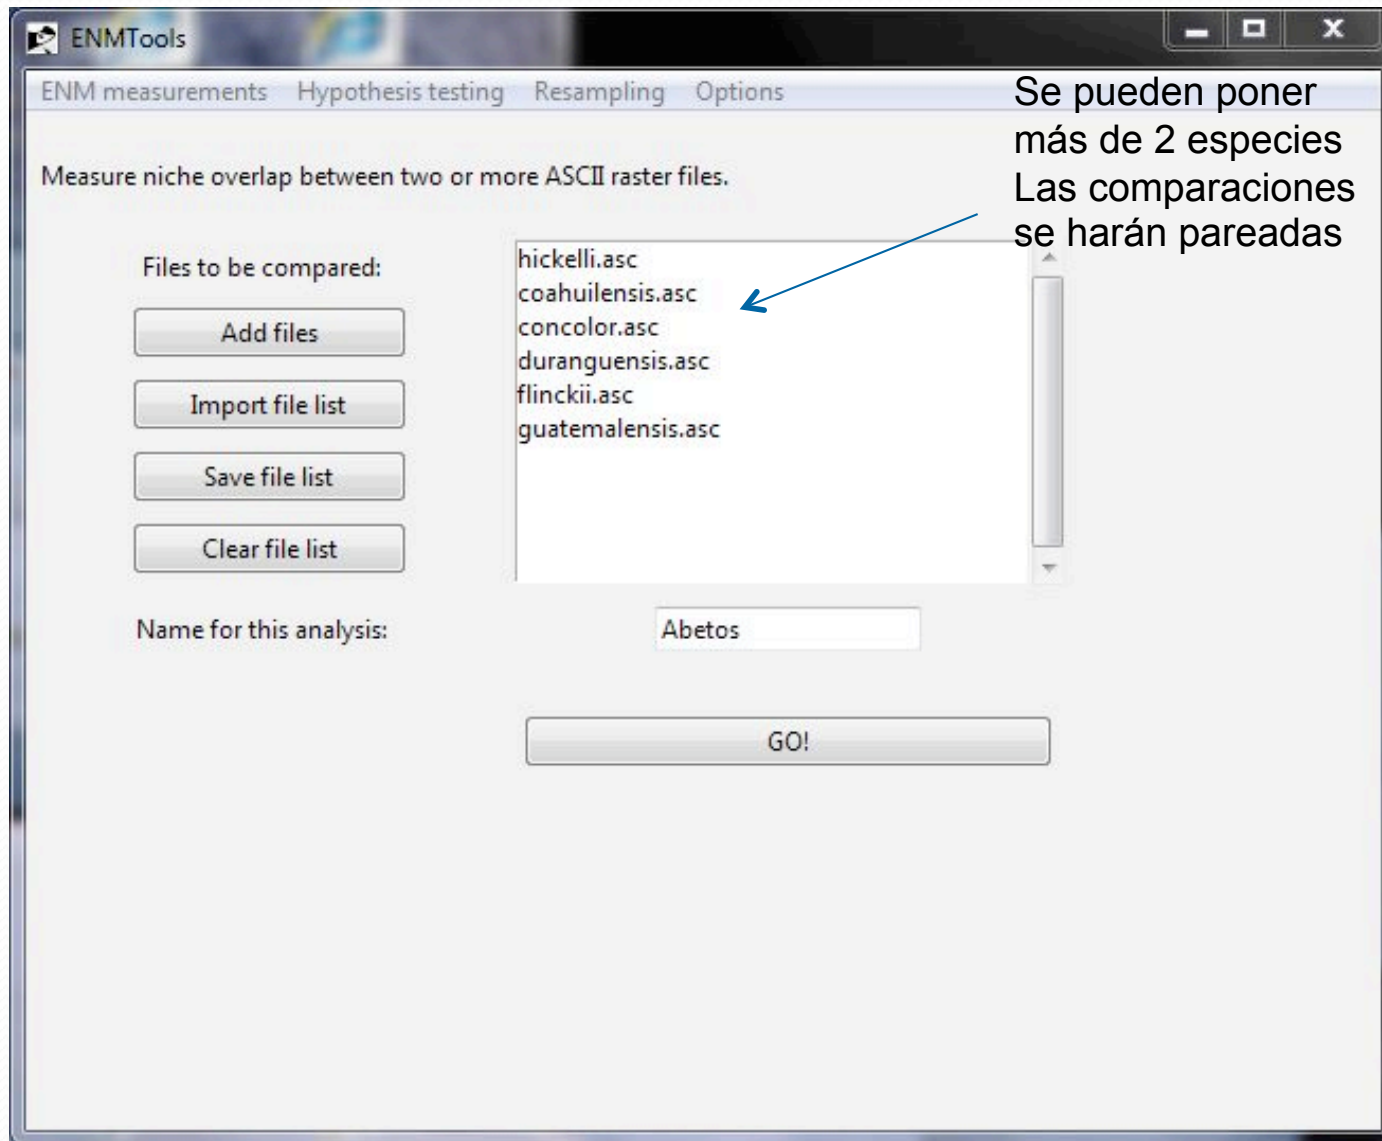 ENMTools
ENM measurements Hypothesis testing Resampling Options
Se pueden poner
más de 2 especies
Las comparaciones
se harán pareadas
Measure niche overlap between two or more ASCII raster files.
Files to be compared:
Add files
Import file list
Save file list
Clear file list
hickelli.asc
coahuilensis.asc
concolor.asc
duranguensis.asc
flinckii.asc
guatemalensis.asc
Name for this analysis:
Abetos
GO!